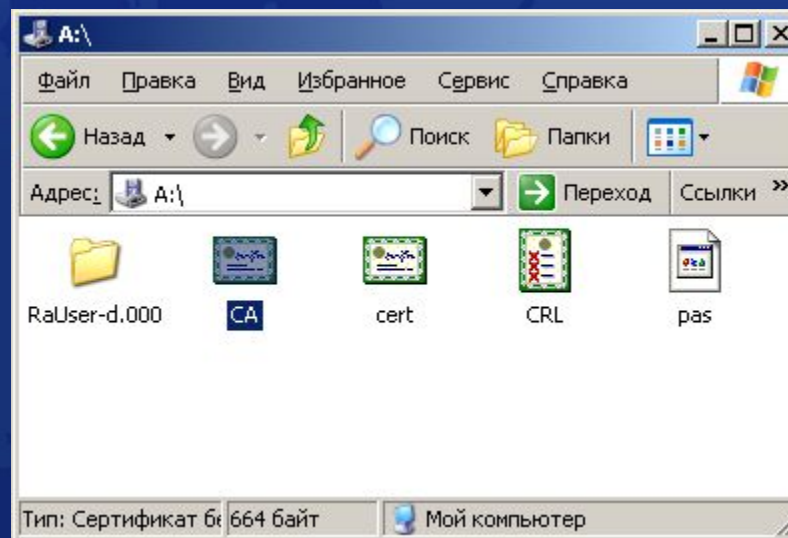 A:\
Файл Правка Вид Избранное Сервис Справка
Назад Поиск Папки
Адрес: A:\ Переход Ссылки »
RaUser-d.000 CA cert CRL pas
Тип: Сертификат бе 664 байт Мой компьютер